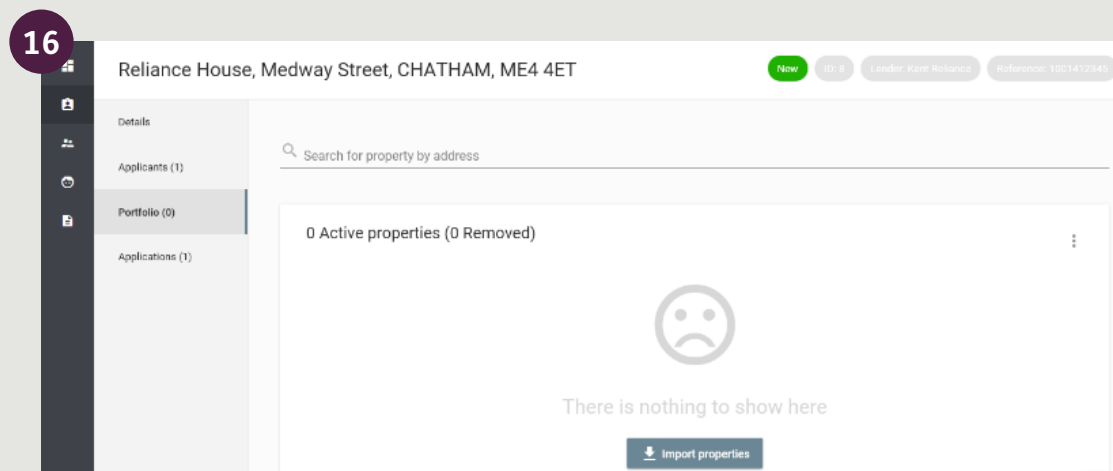 16
Reliance House, Medway Street, CHATHAM, ME4 4ET
New
ID: 8
Lender: Kent Reliance
Reference: 1001412345
Details
Applicants (1)
Portfolio (0)
Applications (1)
Search for property by address
0 Active properties (0 Removed)
There is nothing to show here
Import properties